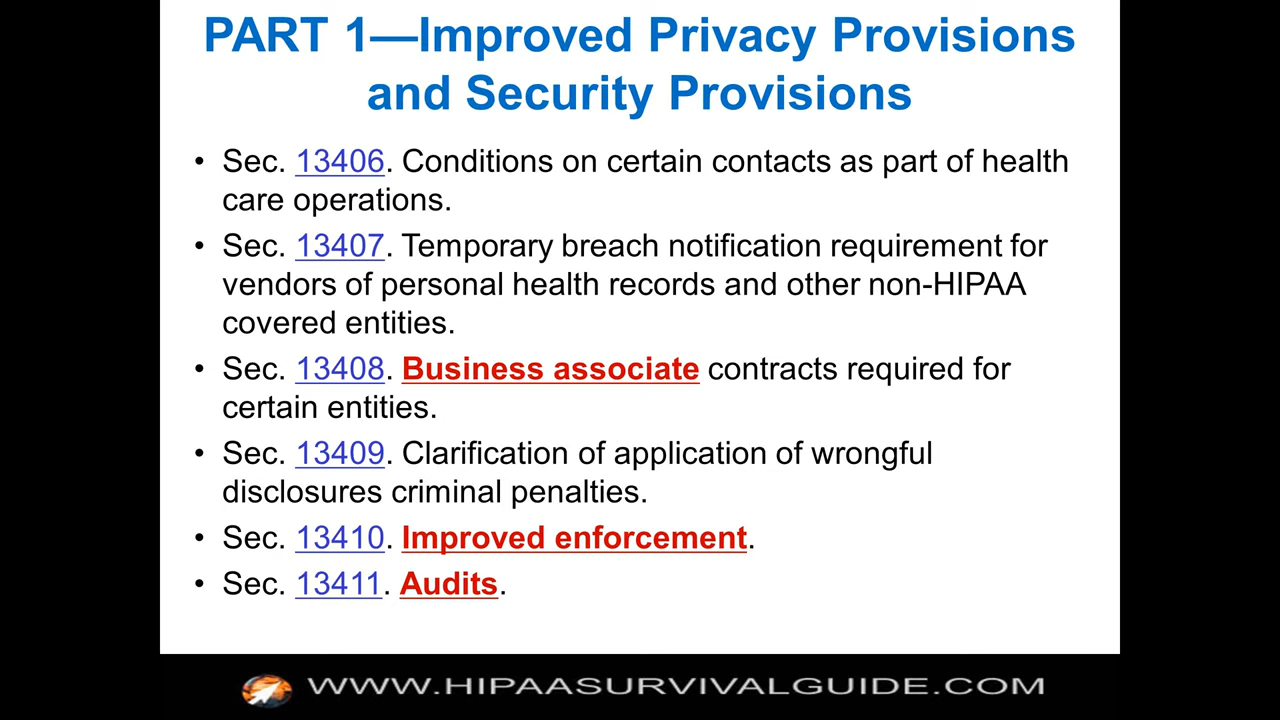 PART 1—Improved Privacy Provisions
and Security Provisions
• Sec. 13406. Conditions on certain contacts as part of health
care operations.
• Sec. 13407. Temporary breach notification requirement for
vendors of personal health records and other non-HIPAA
covered entities.
• Sec. 13408. Business associate contracts required for
certain entities.
• Sec. 13409. Clarification of application of wrongful
disclosures criminal penalties.
• Sec. 13410. Improved enforcement.
• Sec. 13411. Audits.
WWW.HIPAASURVIVALGUIDE.COM